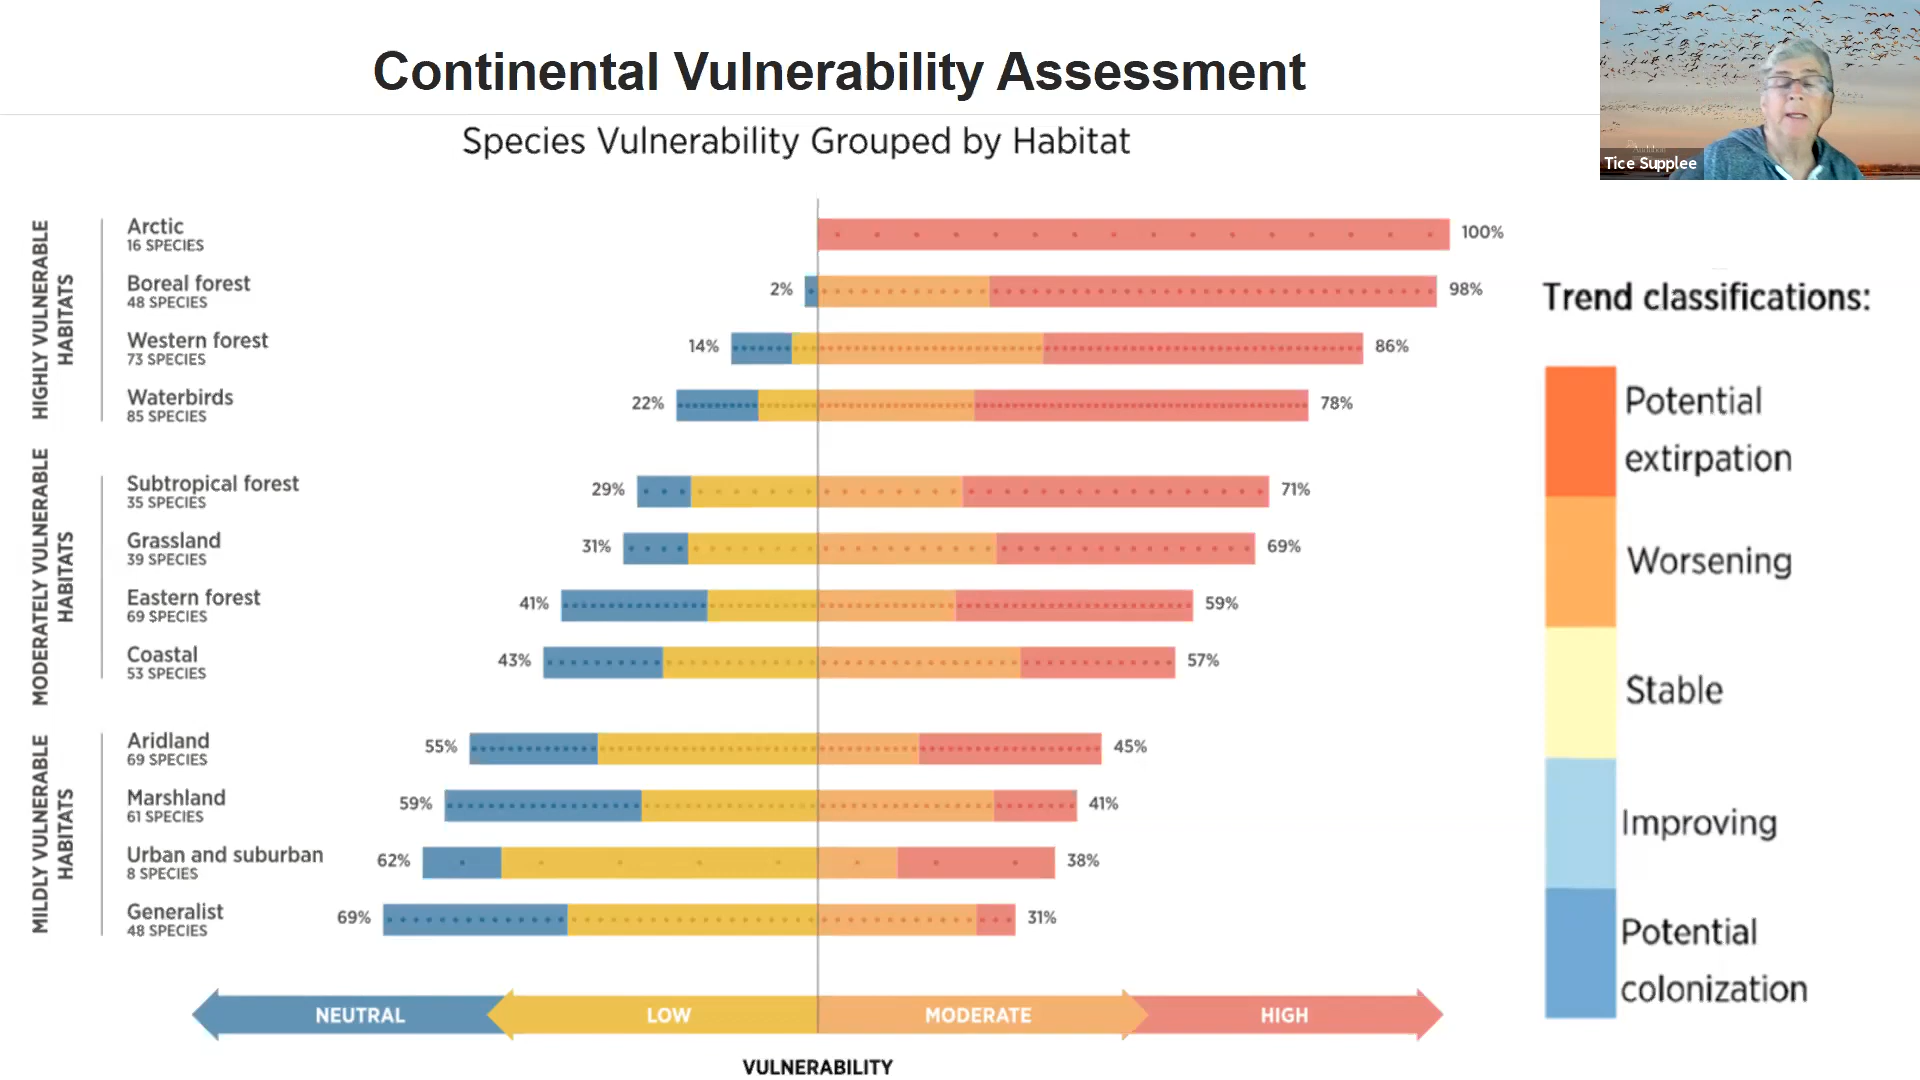 Continental Vulnerability Assessment
Audubon
Tice Supplee
Species Vulnerability Grouped by Habitat
HIGHLY VULNERABLE
HABITATS
Arctic
16 SPECIES
100%
Boreal forest
48 SPECIES
2%
98%
Western forest
73 SPECIES
14%
86%
Waterbirds
85 SPECIES
22%
78%
MODERATELY VULNERABLE
HABITATS
Subtropical forest
35 SPECIES
29%
71%
Grassland
39 SPECIES
31%
69%
Eastern forest
69 SPECIES
41%
59%
Coastal
53 SPECIES
43%
57%
MILDLY VULNERABLE
HABITATS
Aridland
69 SPECIES
55%
45%
Marshland
61 SPECIES
59%
41%
Urban and suburban
8 SPECIES
62%
38%
Generalist
48 SPECIES
69%
31%
NEUTRAL
LOW
MODERATE
HIGH
VULNERABILITY
Trend classifications:
Potential
extirpation
Worsening
Stable
Improving
Potential
colonization